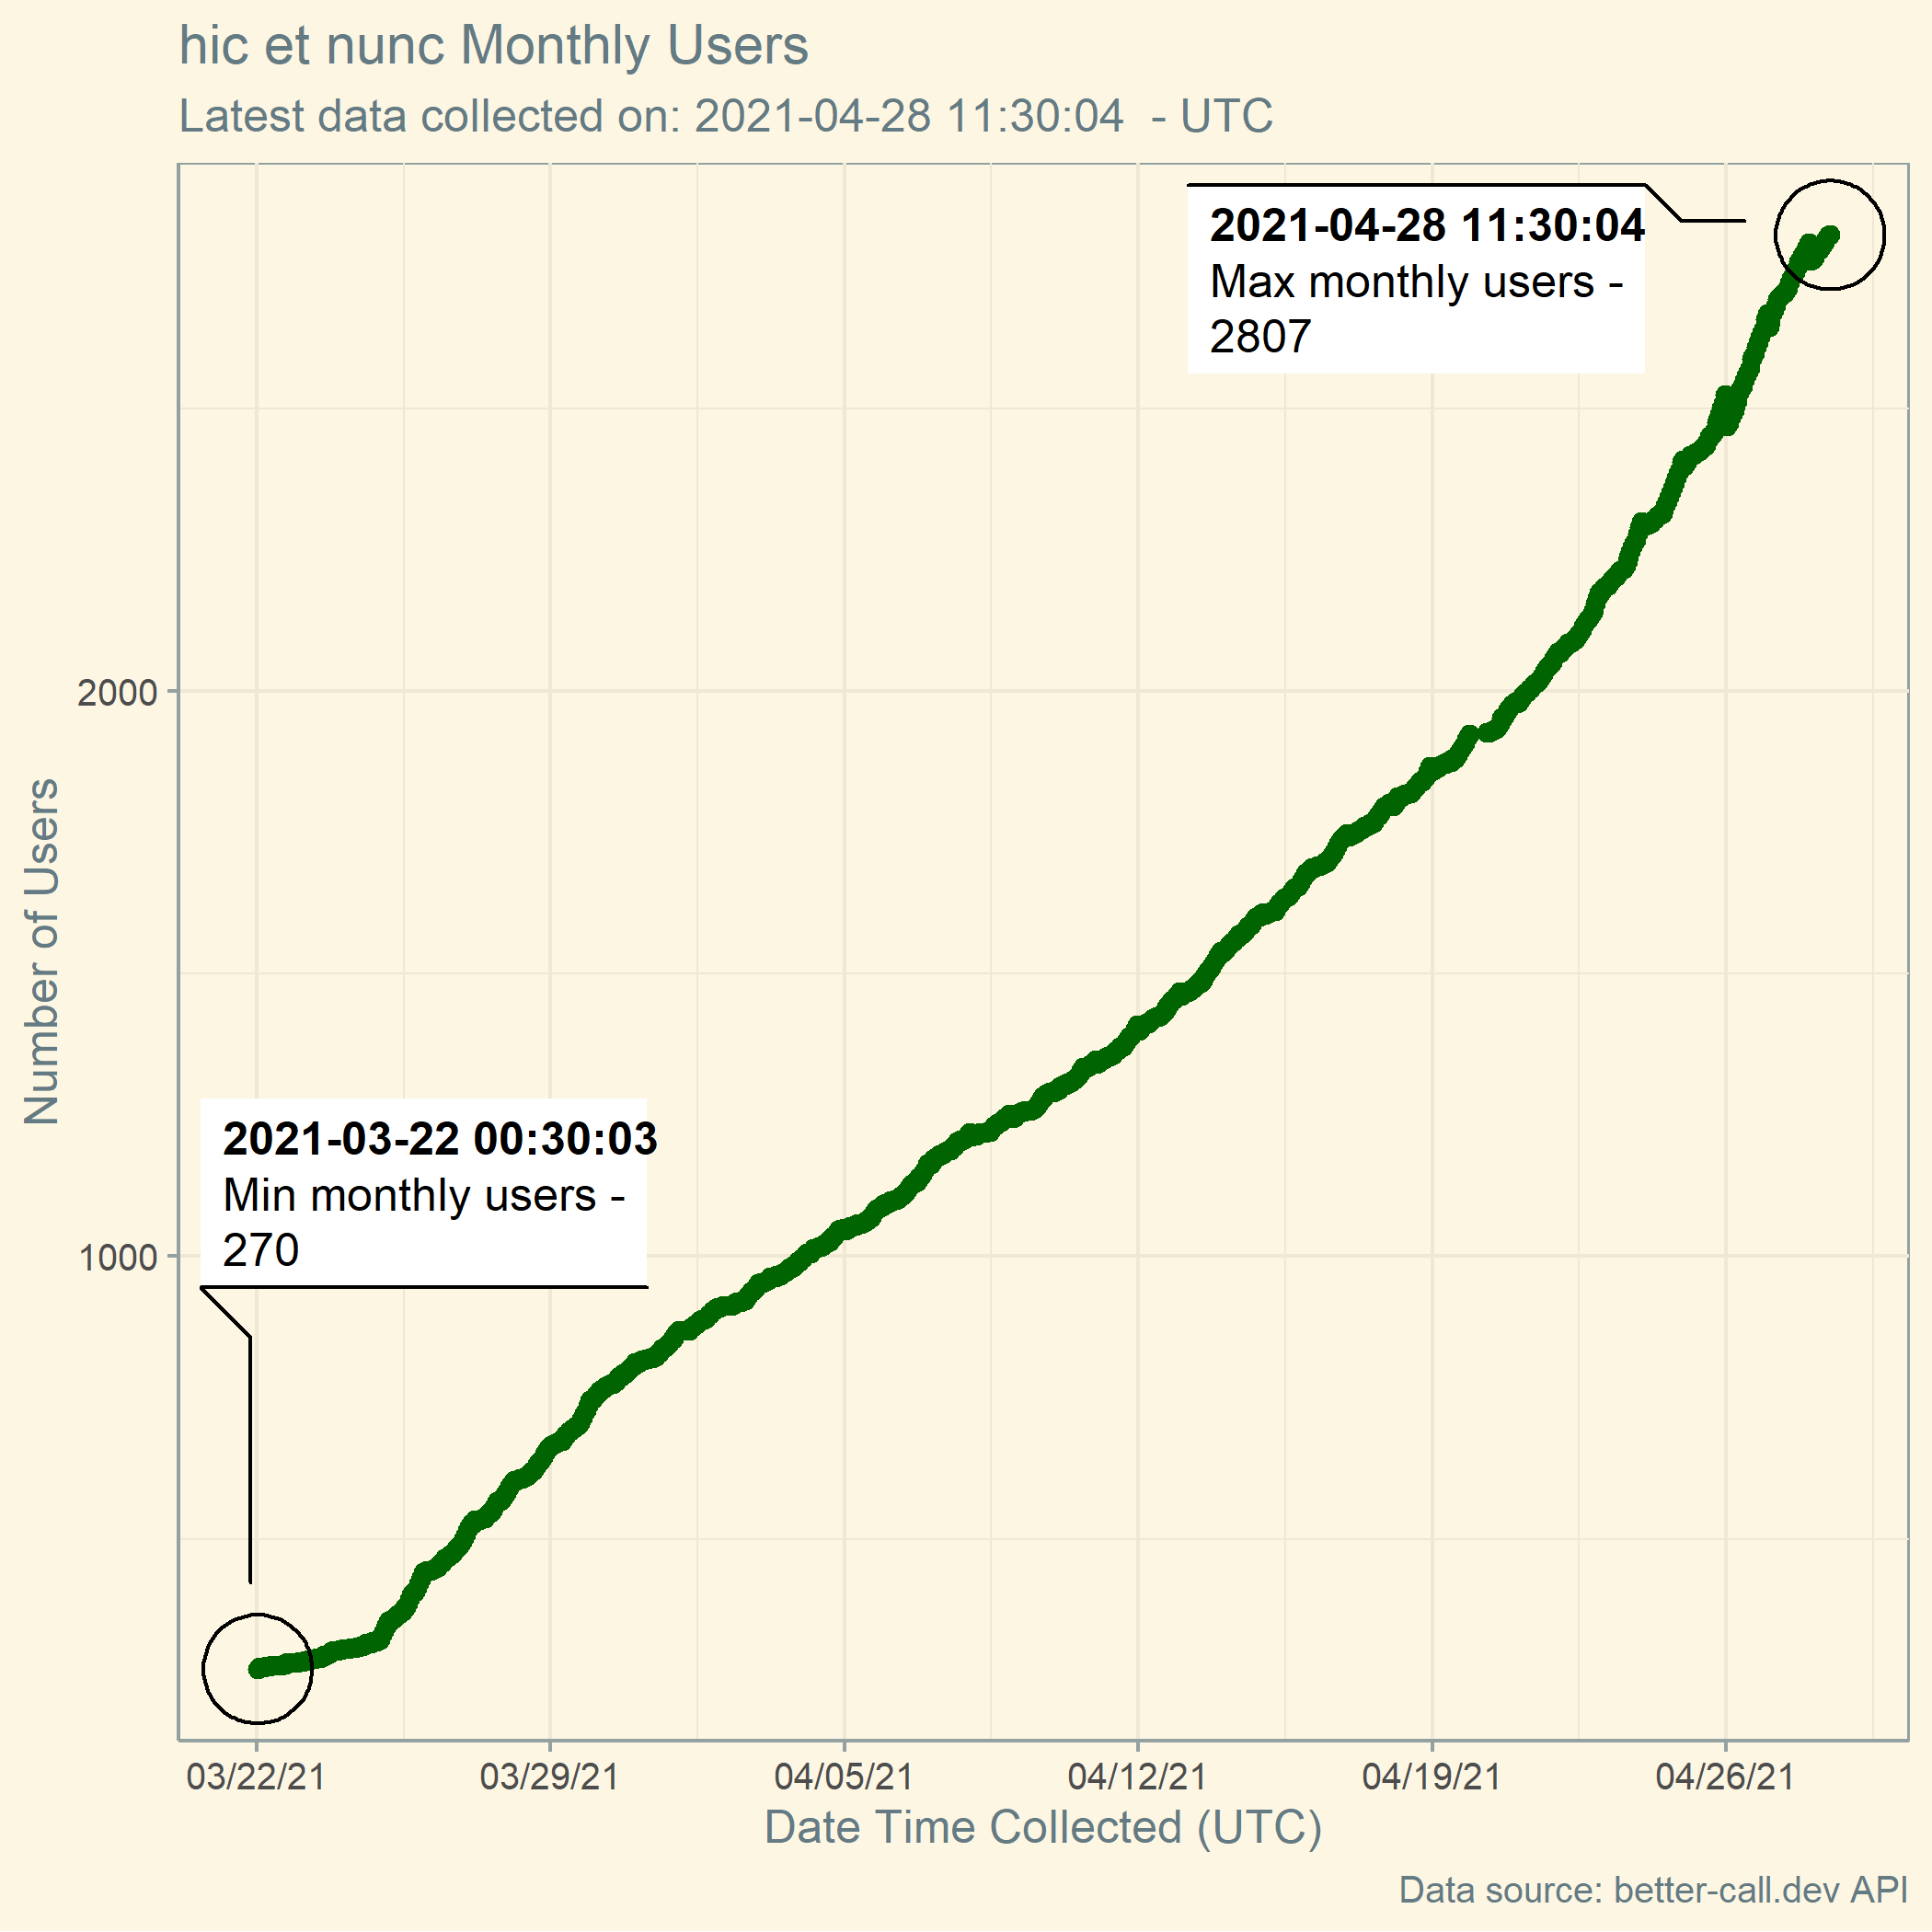 hic et nunc Monthly Users
Latest data collected on: 2021-04-28 11:30:04  - UTC
2021-04-28 11:30:04
Max monthly users -
2807
2000
Number of Users
2021-03-22 00:30:03
Min monthly users -
270
1000
03/22/21
03/29/21
04/05/21
04/12/21
04/19/21
04/26/21
Date Time Collected (UTC)
Data source: better-call.dev API